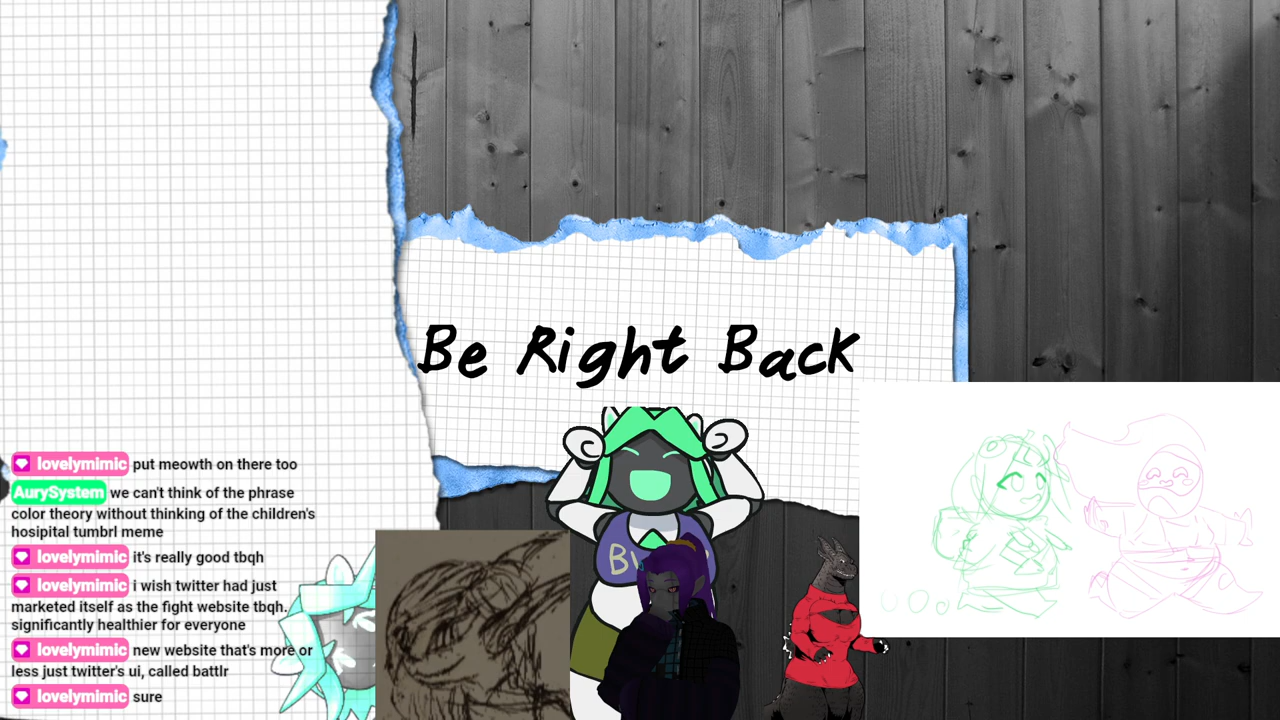 Be Right Back
lovelymimic put meowth on there too
AurySystem we can't think of the phrase
color theory without thinking of the children's
hosipital tumbrl meme
lovelymimic it's really good tbqh
lovelymimic i wish twitter had just
marketed itself as the fight website tbqh.
significantly healthier for everyone
lovelymimic new website that's more or
less just twitter's ui, called battlr
lovelymimic sure